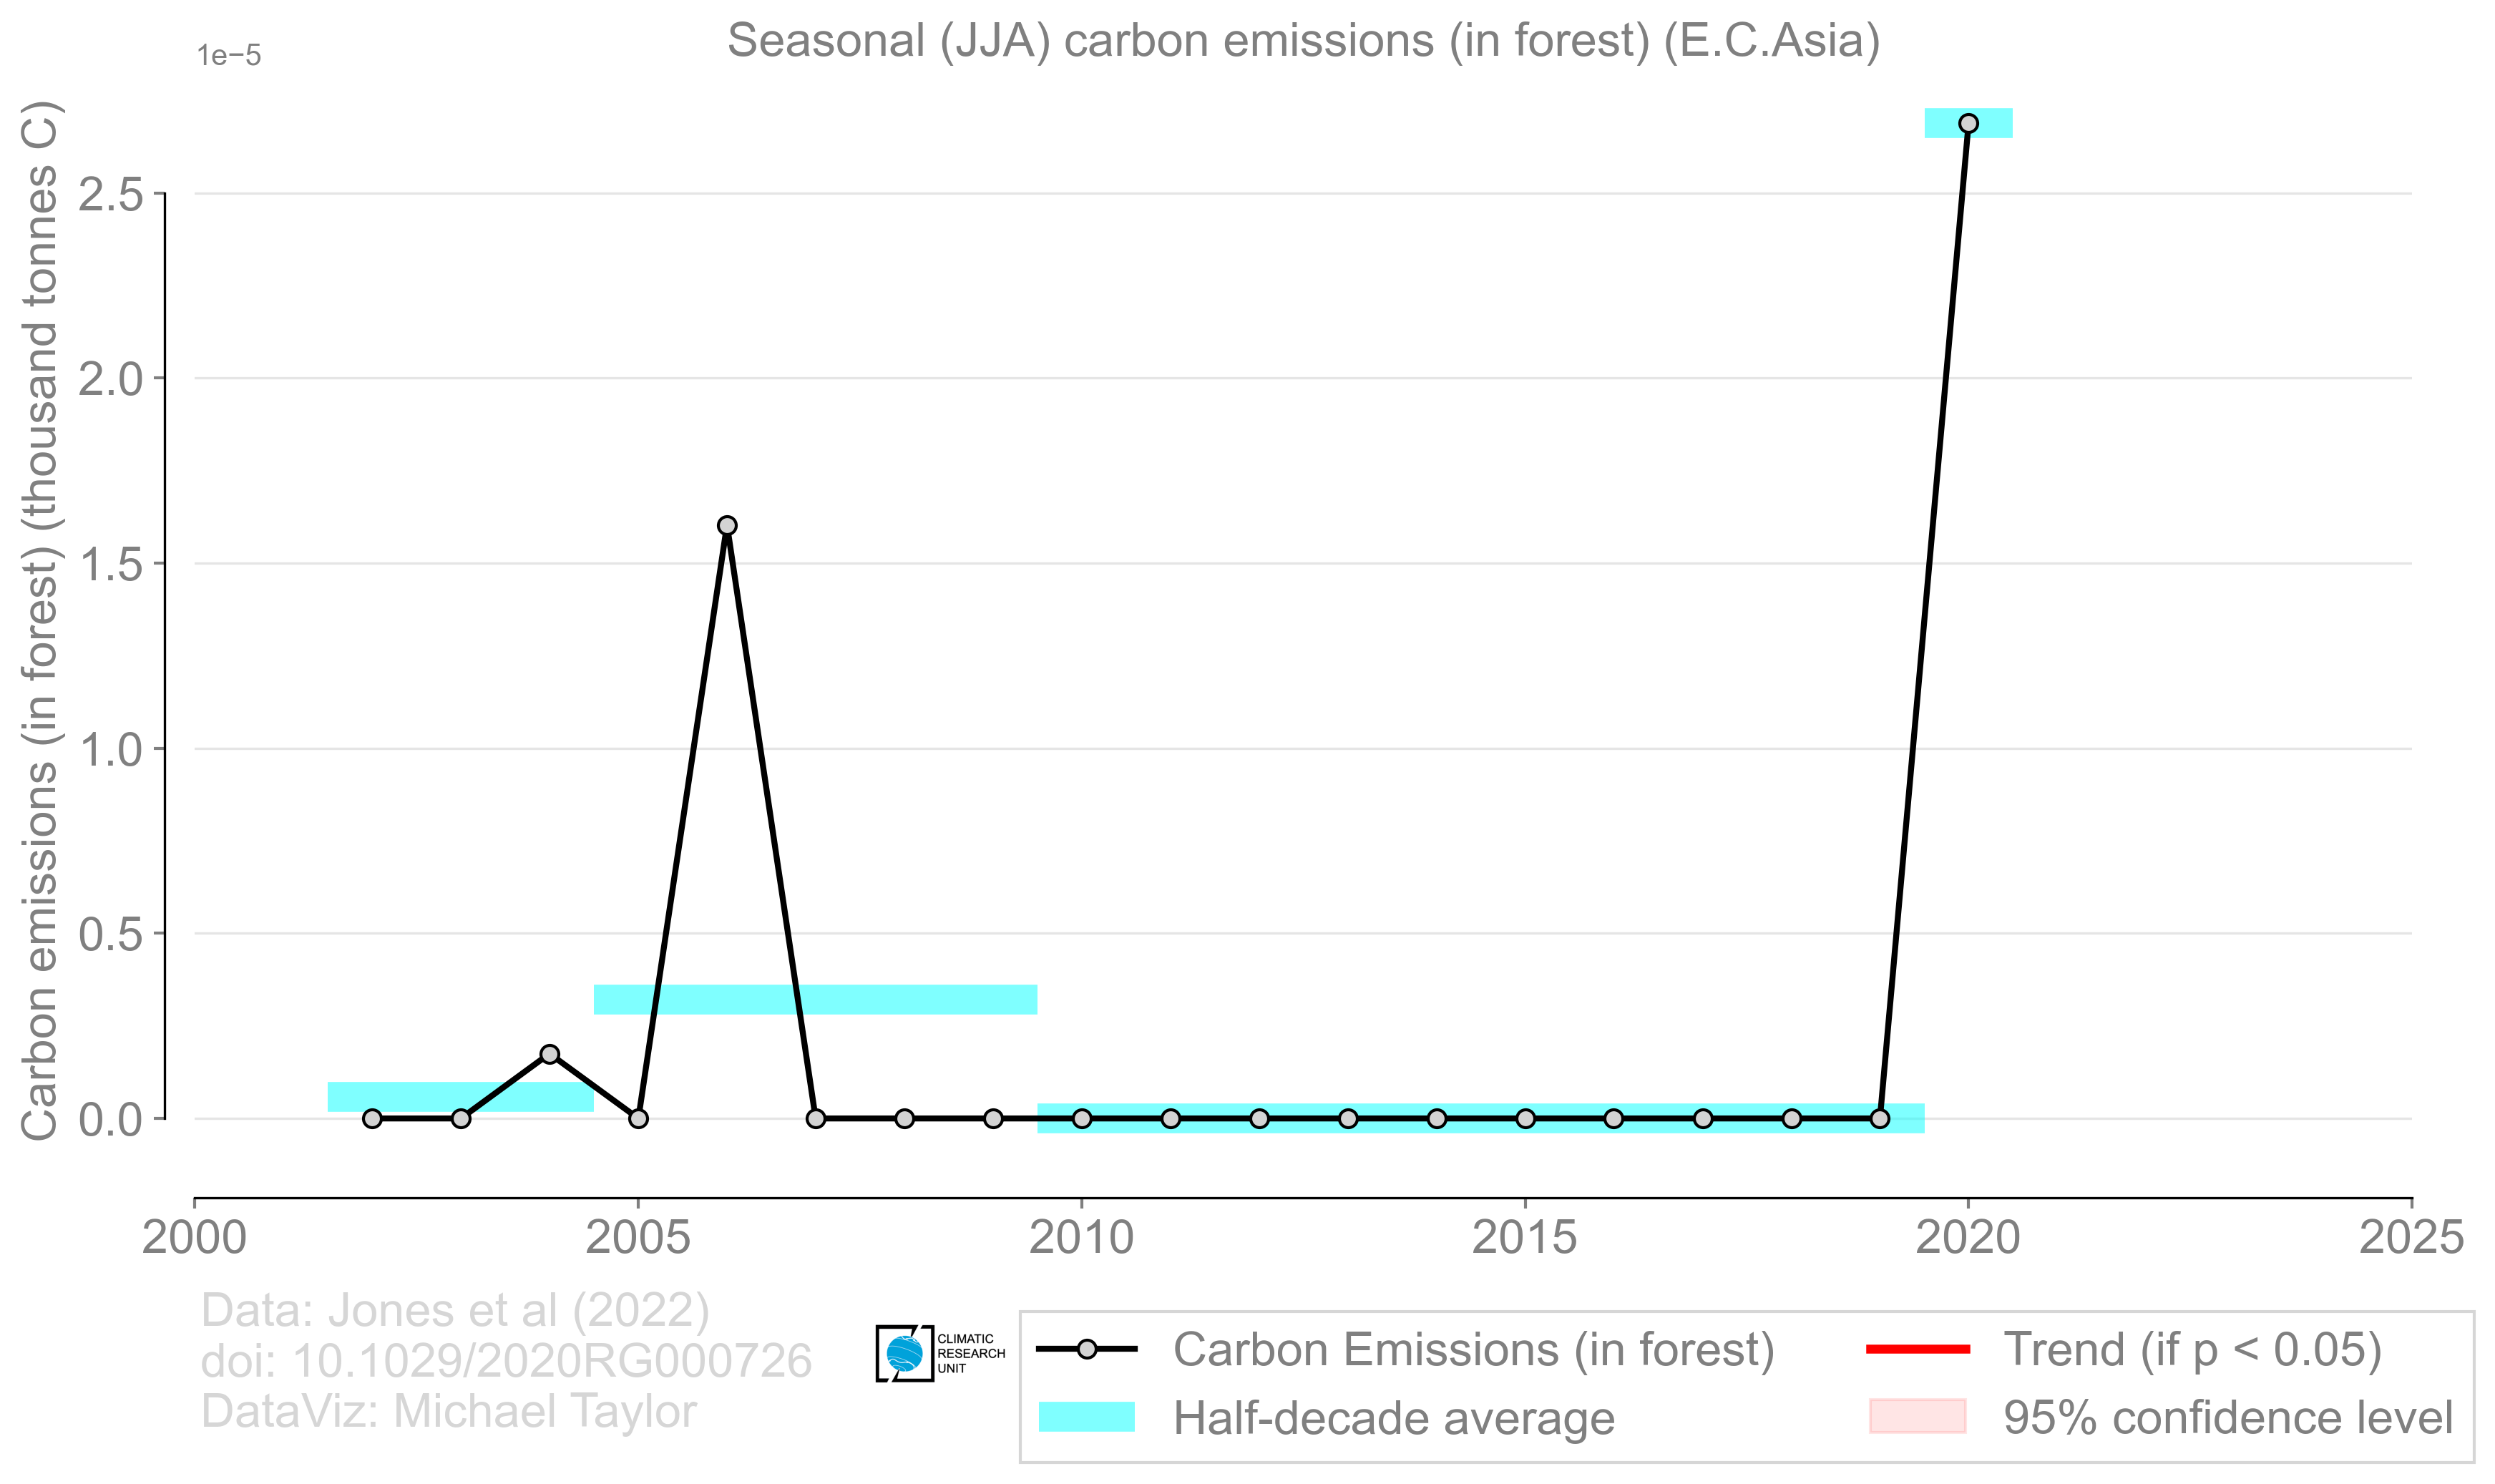 Seasonal (JJA) carbon emissions (in forest) (E.C.Asia)
1e−5
Carbon emissions (in forest) (thousand tonnes C)
2.5
2.0
1.5
1.0
0.5
0.0
2000
2005
2010
2015
2020
2025
Data: Jones et al (2022)
doi: 10.1029/2020RG000726
DataViz: Michael Taylor
CLIMATIC
RESEARCH
UNIT
Carbon Emissions (in forest)
Half-decade average
Trend (if p < 0.05)
95% confidence level